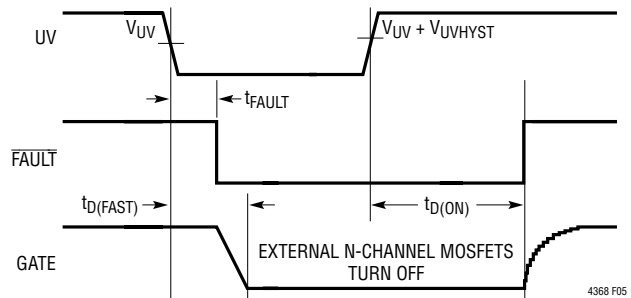 UV
V_UV
V_UV + V_UVHYST
t_FAULT
FAULT
t_D(FAST)
t_D(ON)
GATE
EXTERNAL N-CHANNEL MOSFETS
TURN OFF
4368 F05